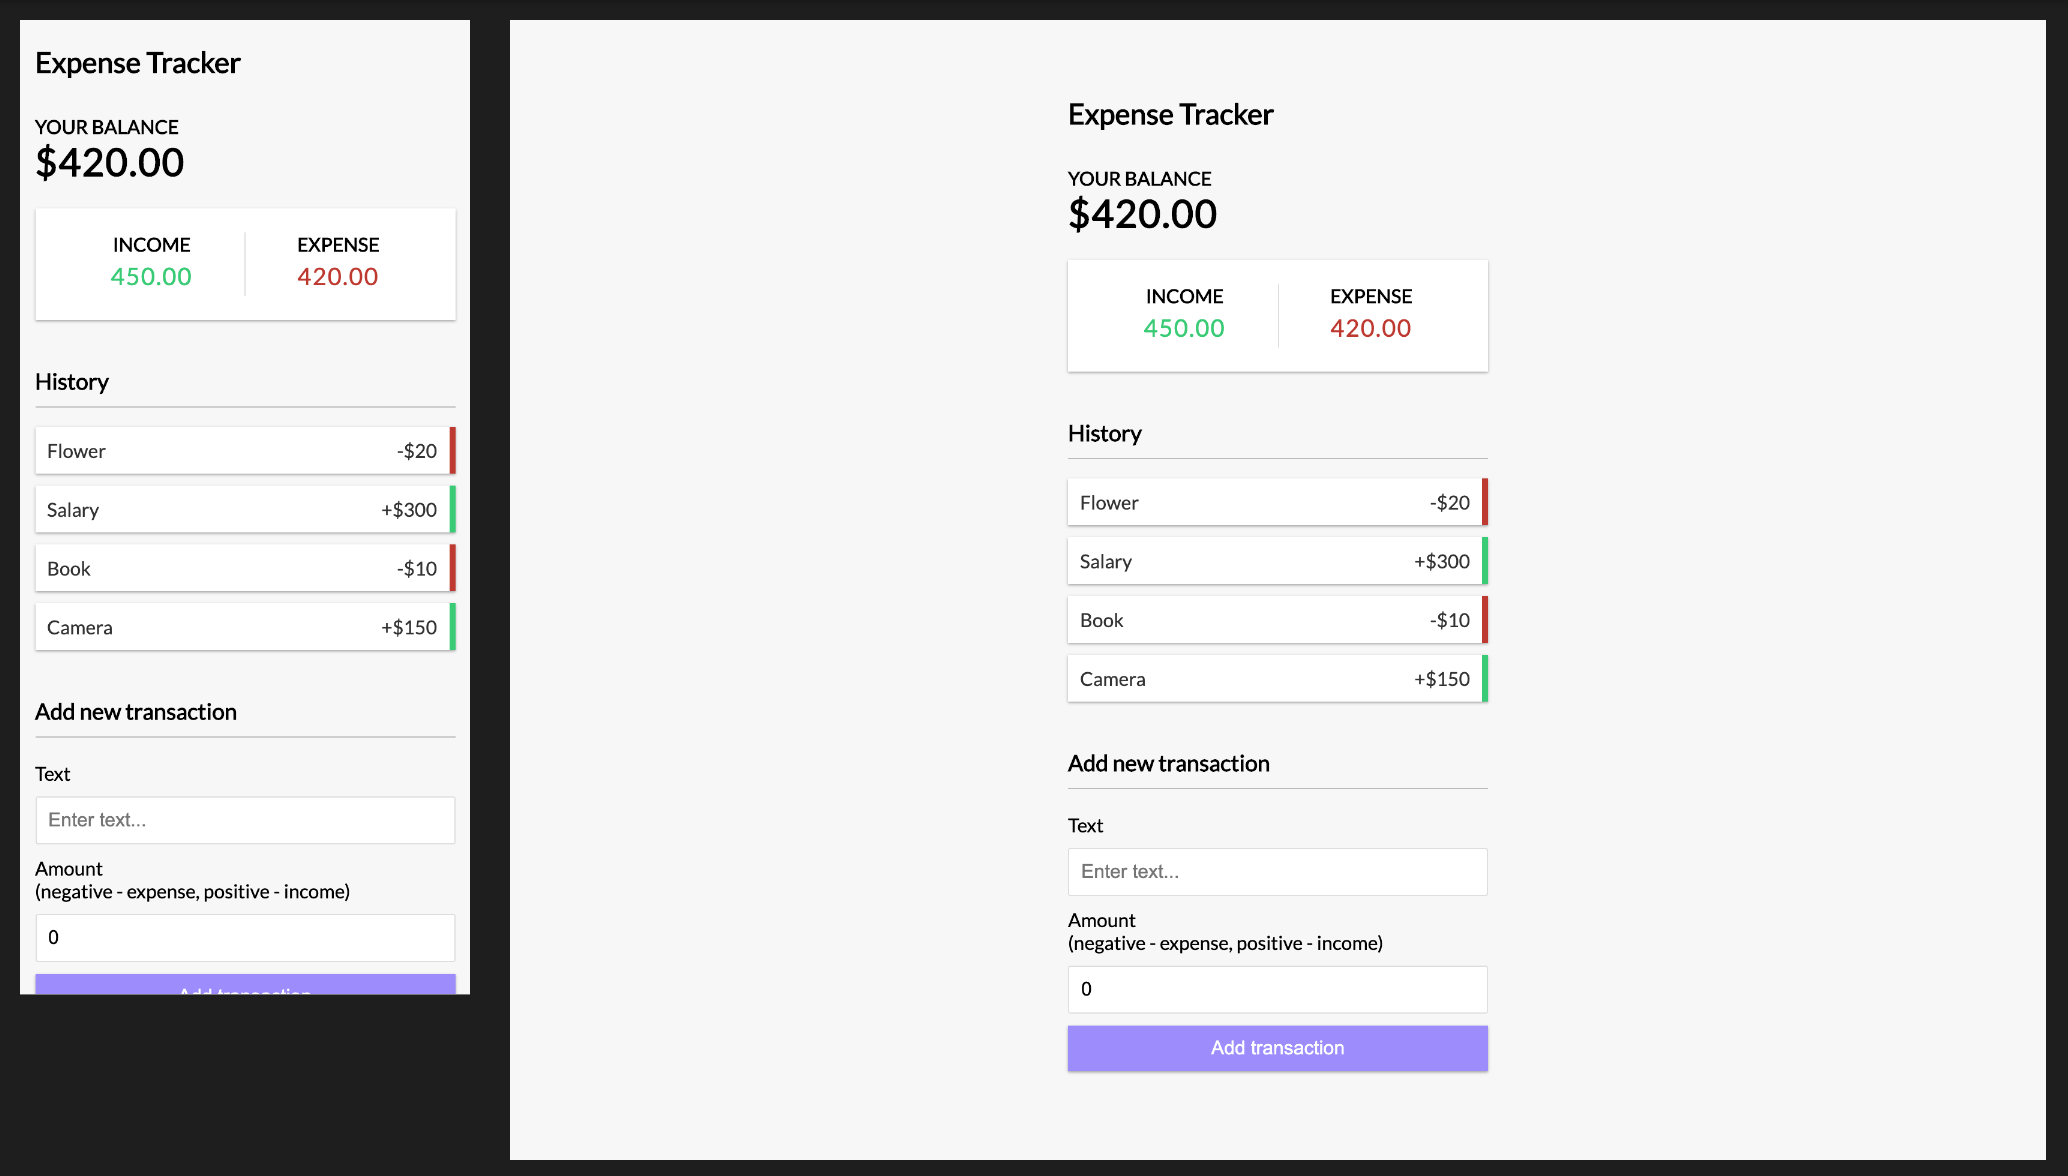 Expense Tracker
YOUR BALANCE
$420.00
INCOME EXPENSE
450.00 420.00
History
Flower -$20
Salary +$300
Book -$10
Camera +$150
Add new transaction
Text
Enter text...
Amount
(negative - expense, positive - income)
0
Add transaction
Expense Tracker
YOUR BALANCE
$420.00
INCOME EXPENSE
450.00 420.00
History
Flower -$20
Salary +$300
Book -$10
Camera +$150
Add new transaction
Text
Enter text...
Amount
(negative - expense, positive - income)
0
Add transaction